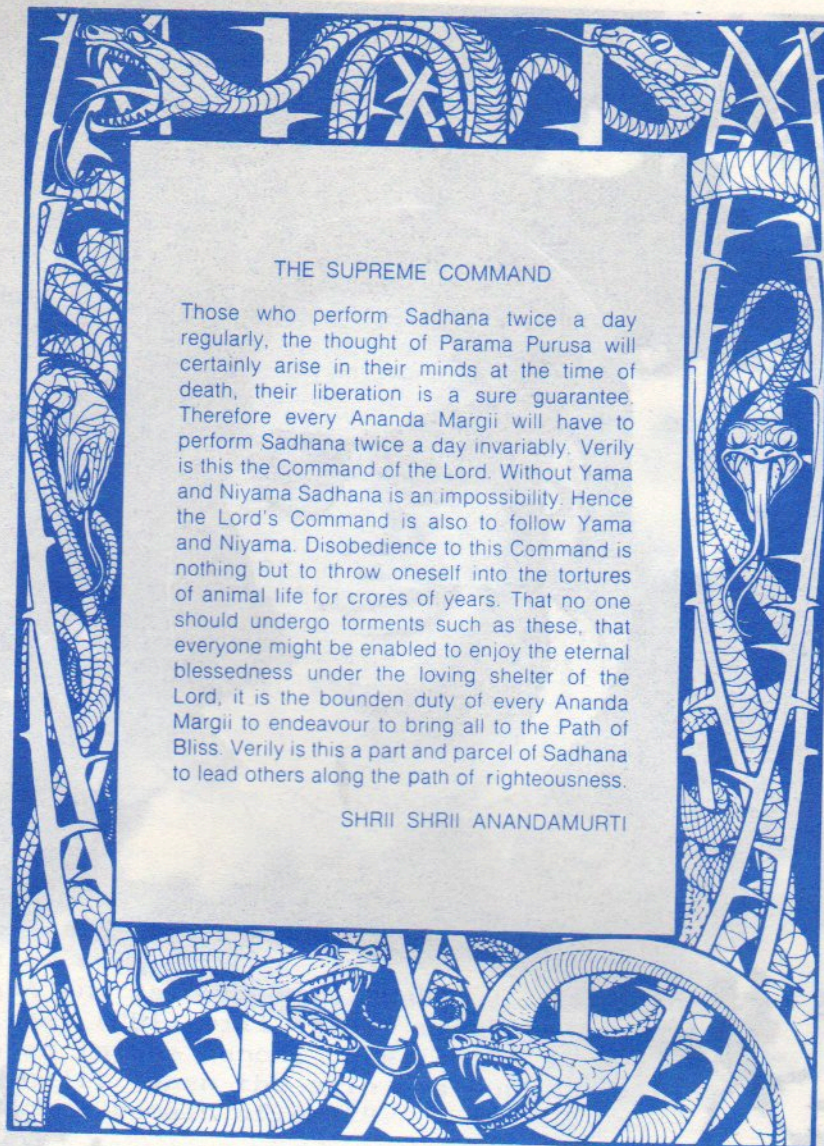 THE SUPREME COMMAND
Those who perform Sadhana twice a day
regularly, the thought of Parama Purusa will
certainly arise in their minds at the time of
death, their liberation is a sure guarantee.
Therefore every Ananda Margii will have to
perform Sadhana twice a day invariably. Verily
is this the Command of the Lord. Without Yama
and Niyama Sadhana is an impossibility. Hence
the Lord's Command is also to follow Yama
and Niyama. Disobedience to this Command is
nothing but to throw oneself into the tortures
of animal life for crores of years. That no one
should undergo torments such as these, that
everyone might be enabled to enjoy the eternal
blessedness under the loving shelter of the
Lord, it is the bounden duty of every Ananda
Margii to endeavour to bring all to the Path of
Bliss. Verily is this a part and parcel of Sadhana
to lead others along the path of righteousness.
SHRII SHRII ANANDAMURTI